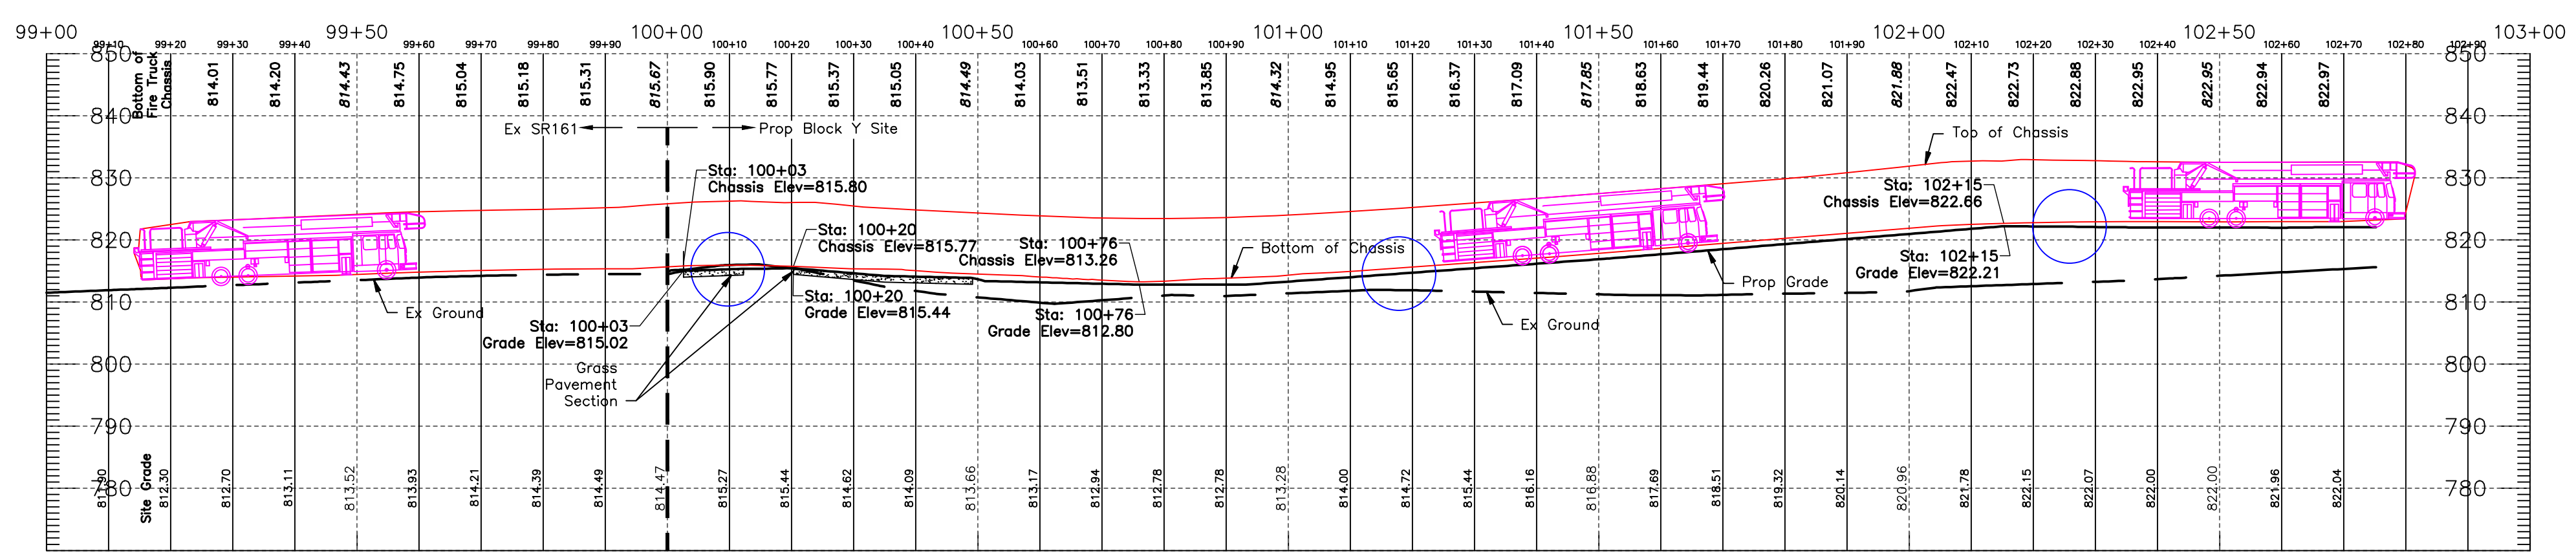 99+00 99+50 100+00 100+50 101+00 101+50 102+00 102+50 103+00
99+10 99+20 99+30 99+40 99+60 99+70 99+80 99+90 100+10 100+20 100+30 100+40 100+60 100+70 100+80 100+90 101+10 101+20 101+30 101+40 101+60 101+70 101+80 101+90 102+10 102+20 102+30 102+40 102+60 102+70 102+80 102+90
850 850
Bottom of
Fire Truck
Chassis
814.01 814.20 814.43 814.75 815.04 815.18 815.31 815.67 815.90 815.77 815.37 815.05 814.49 814.03 813.51 813.33 813.85 814.32 814.95 815.65 816.37 817.09 817.85 818.63 819.44 820.26 821.07 821.88 822.47 822.73 822.88 822.95 822.95 822.94 822.97
840 840
Ex SR161 Prop Block Y Site
Top of Chassis
830 830
Sta: 100+03
Chassis Elev=815.80
Sta: 102+15
Chassis Elev=822.66
820 820
Sta: 100+20
Chassis Elev=815.77
Sta: 100+76
Chassis Elev=813.26
Bottom of Chassis
Sta: 102+15
Grade Elev=822.21
Prop Grade
810 810
Ex Ground
Sta: 100+20
Grade Elev=815.44
Sta: 100+76
Grade Elev=812.80
Ex Ground
Sta: 100+03
Grade Elev=815.02
800 800
Grass
Pavement
Section
790 790
780 780
Site Grade
811.90 812.30 812.70 813.11 813.52 813.93 814.21 814.39 814.49 814.47 815.27 815.44 814.62 814.09 813.66 813.17 812.94 812.78 812.78 813.28 814.00 814.72 815.44 816.16 816.88 817.69 818.51 819.32 820.14 820.96 821.78 822.15 822.07 822.00 822.00 821.96 822.04